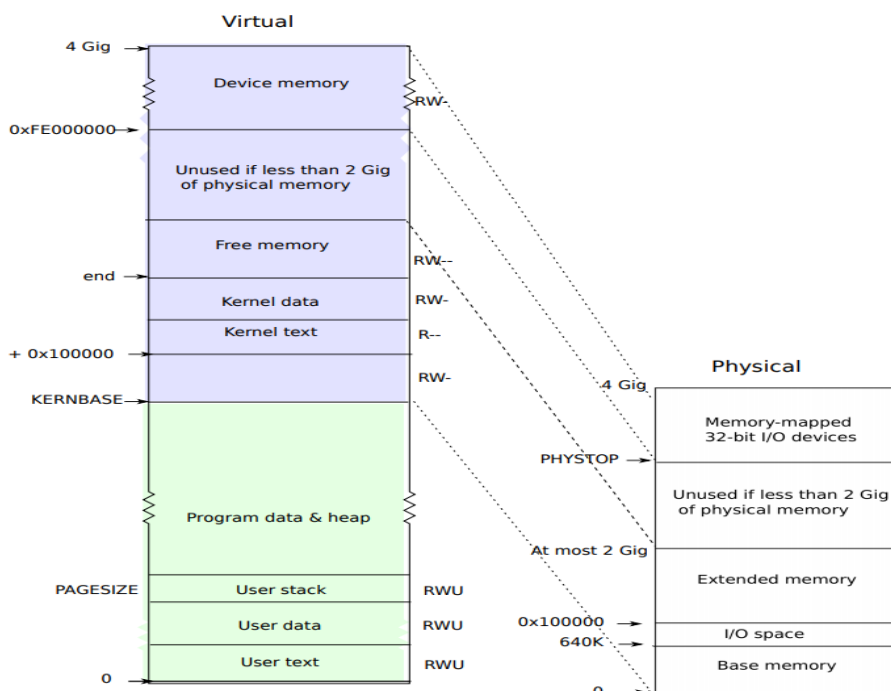 Virtual
4 Gig
Device memory
RW-
0xFE000000
Unused if less than 2 Gig
of physical memory
Free memory
RW--
end
Kernel data
RW-
Kernel text
R--
+ 0x100000
RW-
KERNBASE
Program data & heap
PAGESIZE
User stack
RWU
User data
RWU
User text
RWU
0
Physical
4 Gig
Memory-mapped
32-bit I/O devices
PHYSTOP
Unused if less than 2 Gig
of physical memory
At most 2 Gig
Extended memory
0x100000
I/O space
640K
Base memory
0